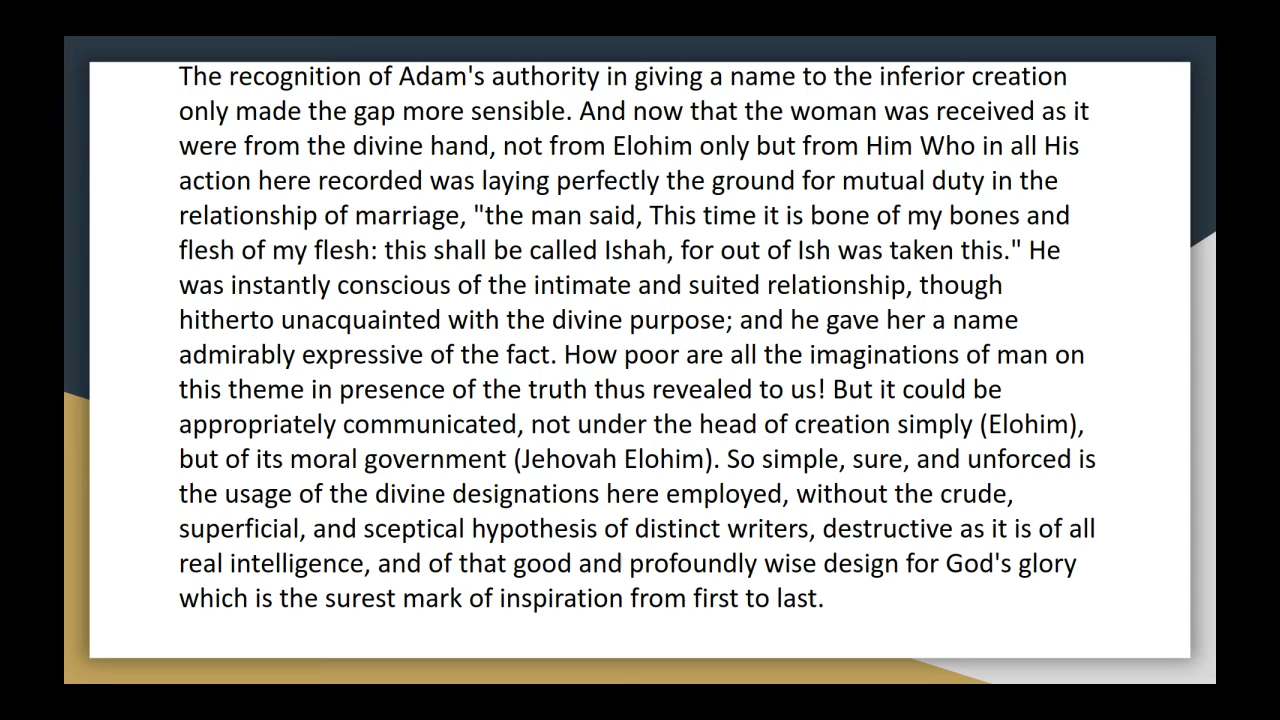 The recognition of Adam's authority in giving a name to the inferior creation
only made the gap more sensible. And now that the woman was received as it
were from the divine hand, not from Elohim only but from Him Who in all His
action here recorded was laying perfectly the ground for mutual duty in the
relationship of marriage, "the man said, This time it is bone of my bones and
flesh of my flesh: this shall be called Ishah, for out of Ish was taken this." He
was instantly conscious of the intimate and suited relationship, though
hitherto unacquainted with the divine purpose; and he gave her a name
admirably expressive of the fact. How poor are all the imaginations of man on
this theme in presence of the truth thus revealed to us! But it could be
appropriately communicated, not under the head of creation simply (Elohim),
but of its moral government (Jehovah Elohim). So simple, sure, and unforced is
the usage of the divine designations here employed, without the crude,
superficial, and sceptical hypothesis of distinct writers, destructive as it is of all
real intelligence, and of that good and profoundly wise design for God's glory
which is the surest mark of inspiration from first to last.